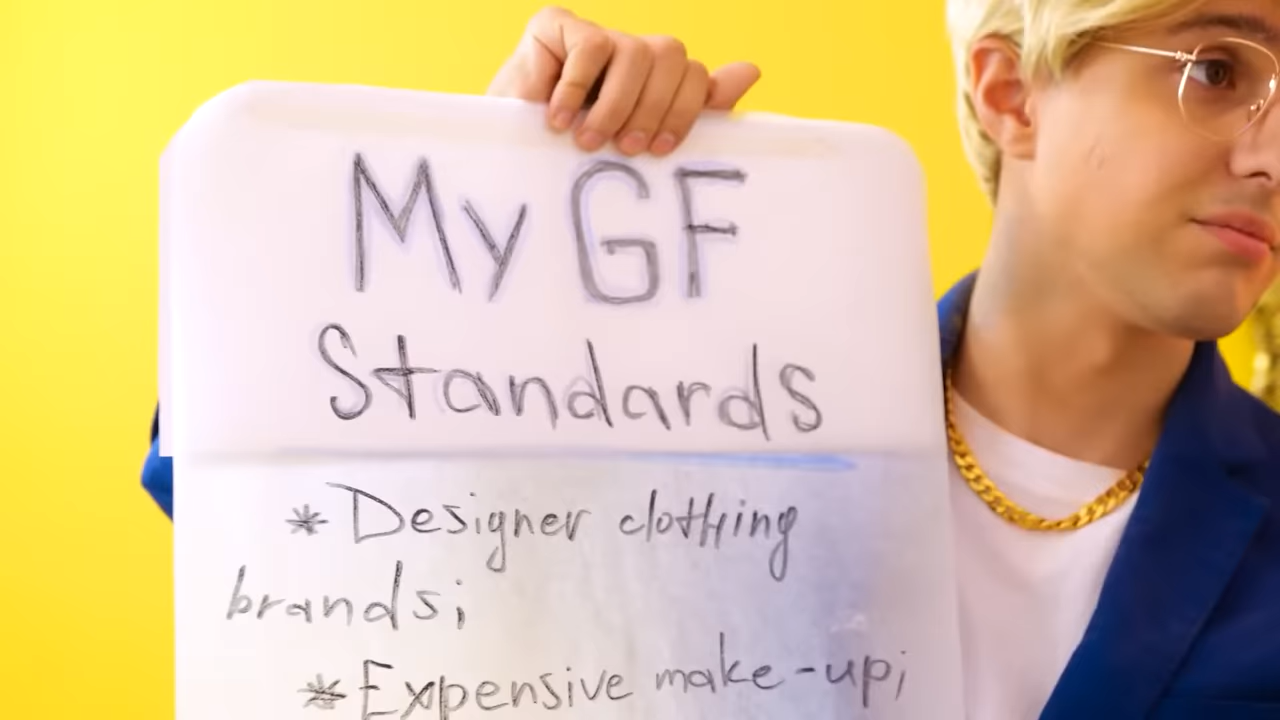 My GF
Standards
* Designer clothing
brands;
* Expensive make-up;